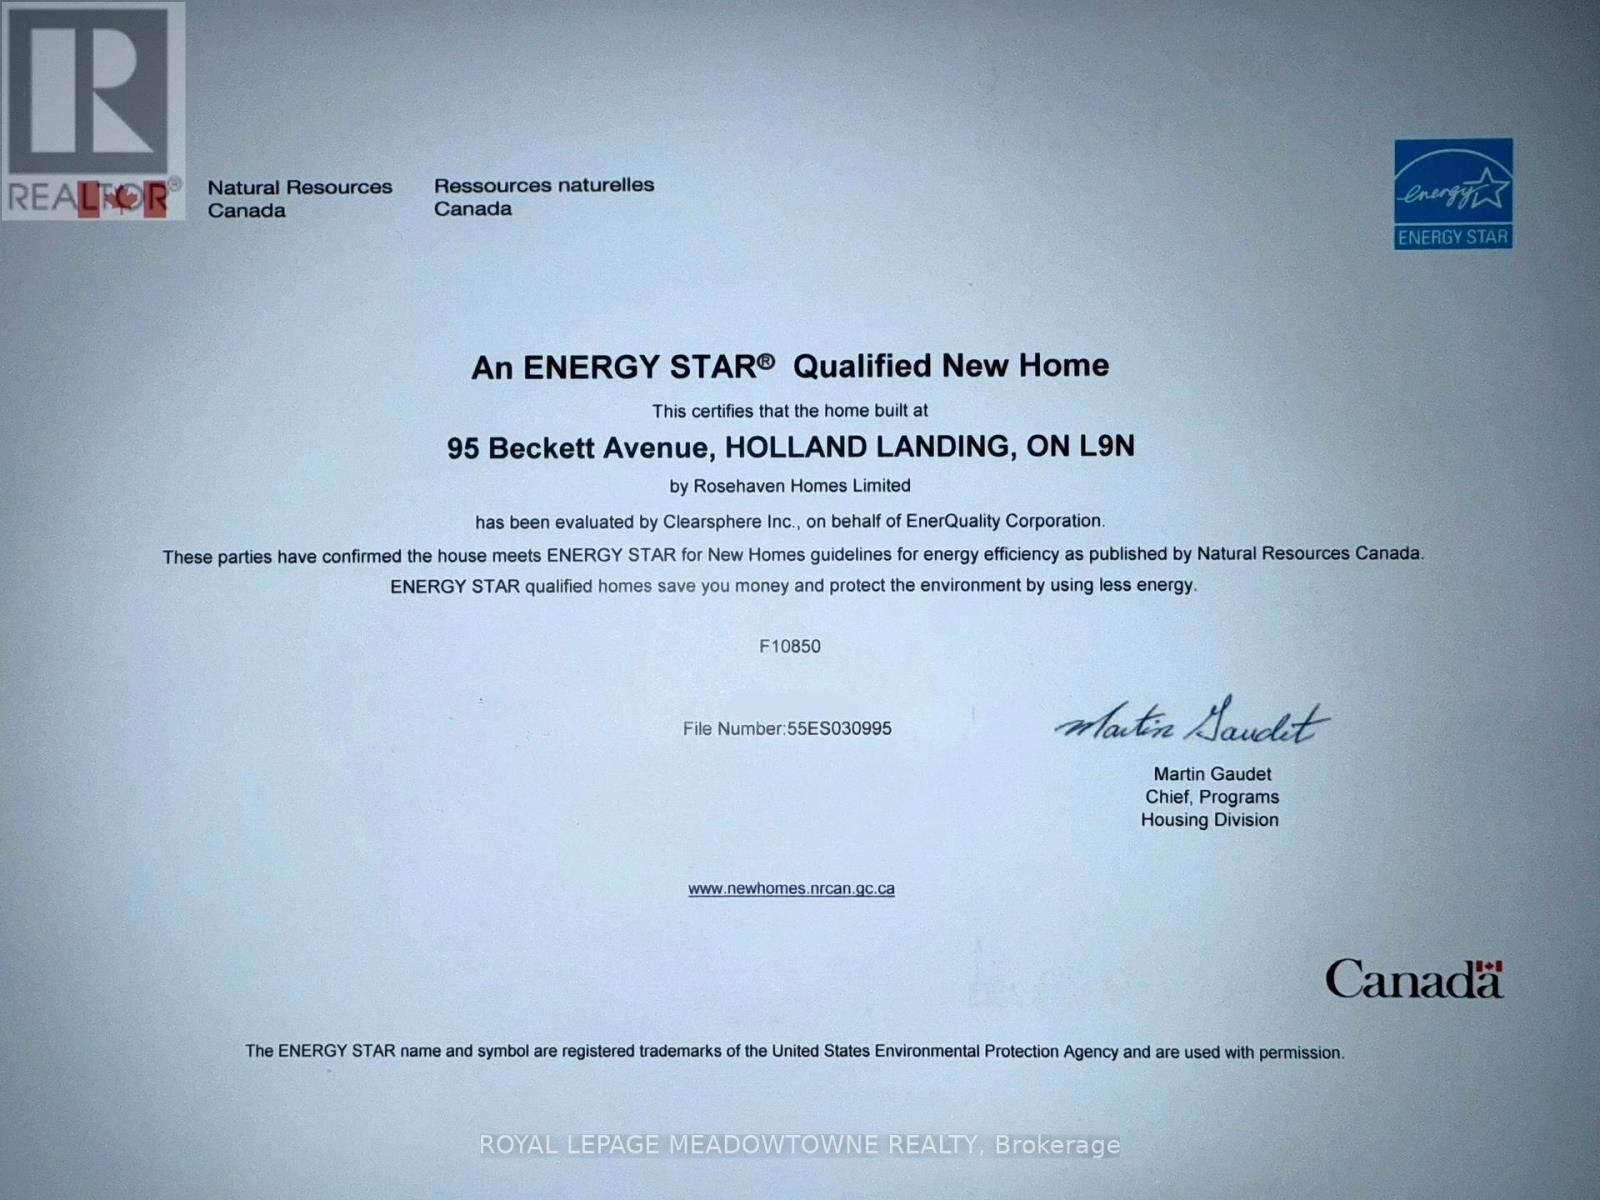 REALTOR®
Natural Resources Canada
Ressources naturelles Canada
energy
ENERGY STAR
An ENERGY STAR® Qualified New Home
This certifies that the home built at
95 Beckett Avenue, HOLLAND LANDING, ON L9N
by Rosehaven Homes Limited
has been evaluated by Clearsphere Inc., on behalf of EnerQuality Corporation.
These parties have confirmed the house meets ENERGY STAR for New Homes guidelines for energy efficiency as published by Natural Resources Canada.
ENERGY STAR qualified homes save you money and protect the environment by using less energy.
F10850
File Number:55ES030995
Martin Gaudet
Martin Gaudet
Chief, Programs
Housing Division
www.newhomes.nrcan.gc.ca
Canada
The ENERGY STAR name and symbol are registered trademarks of the United States Environmental Protection Agency and are used with permission.
ROYAL LEPAGE MEADOWTOWNE REALTY, Brokerage